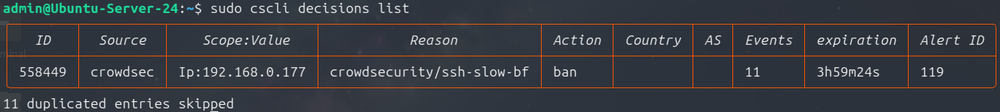 admin@Ubuntu-Server-24:~$ sudo cscli decisions list
ID Source Scope:Value Reason Action Country AS Events expiration Alert ID
558449 crowdsec Ip:192.168.0.177 crowdsecurity/ssh-slow-bf ban 11 3h59m24s 119
11 duplicated entries skipped